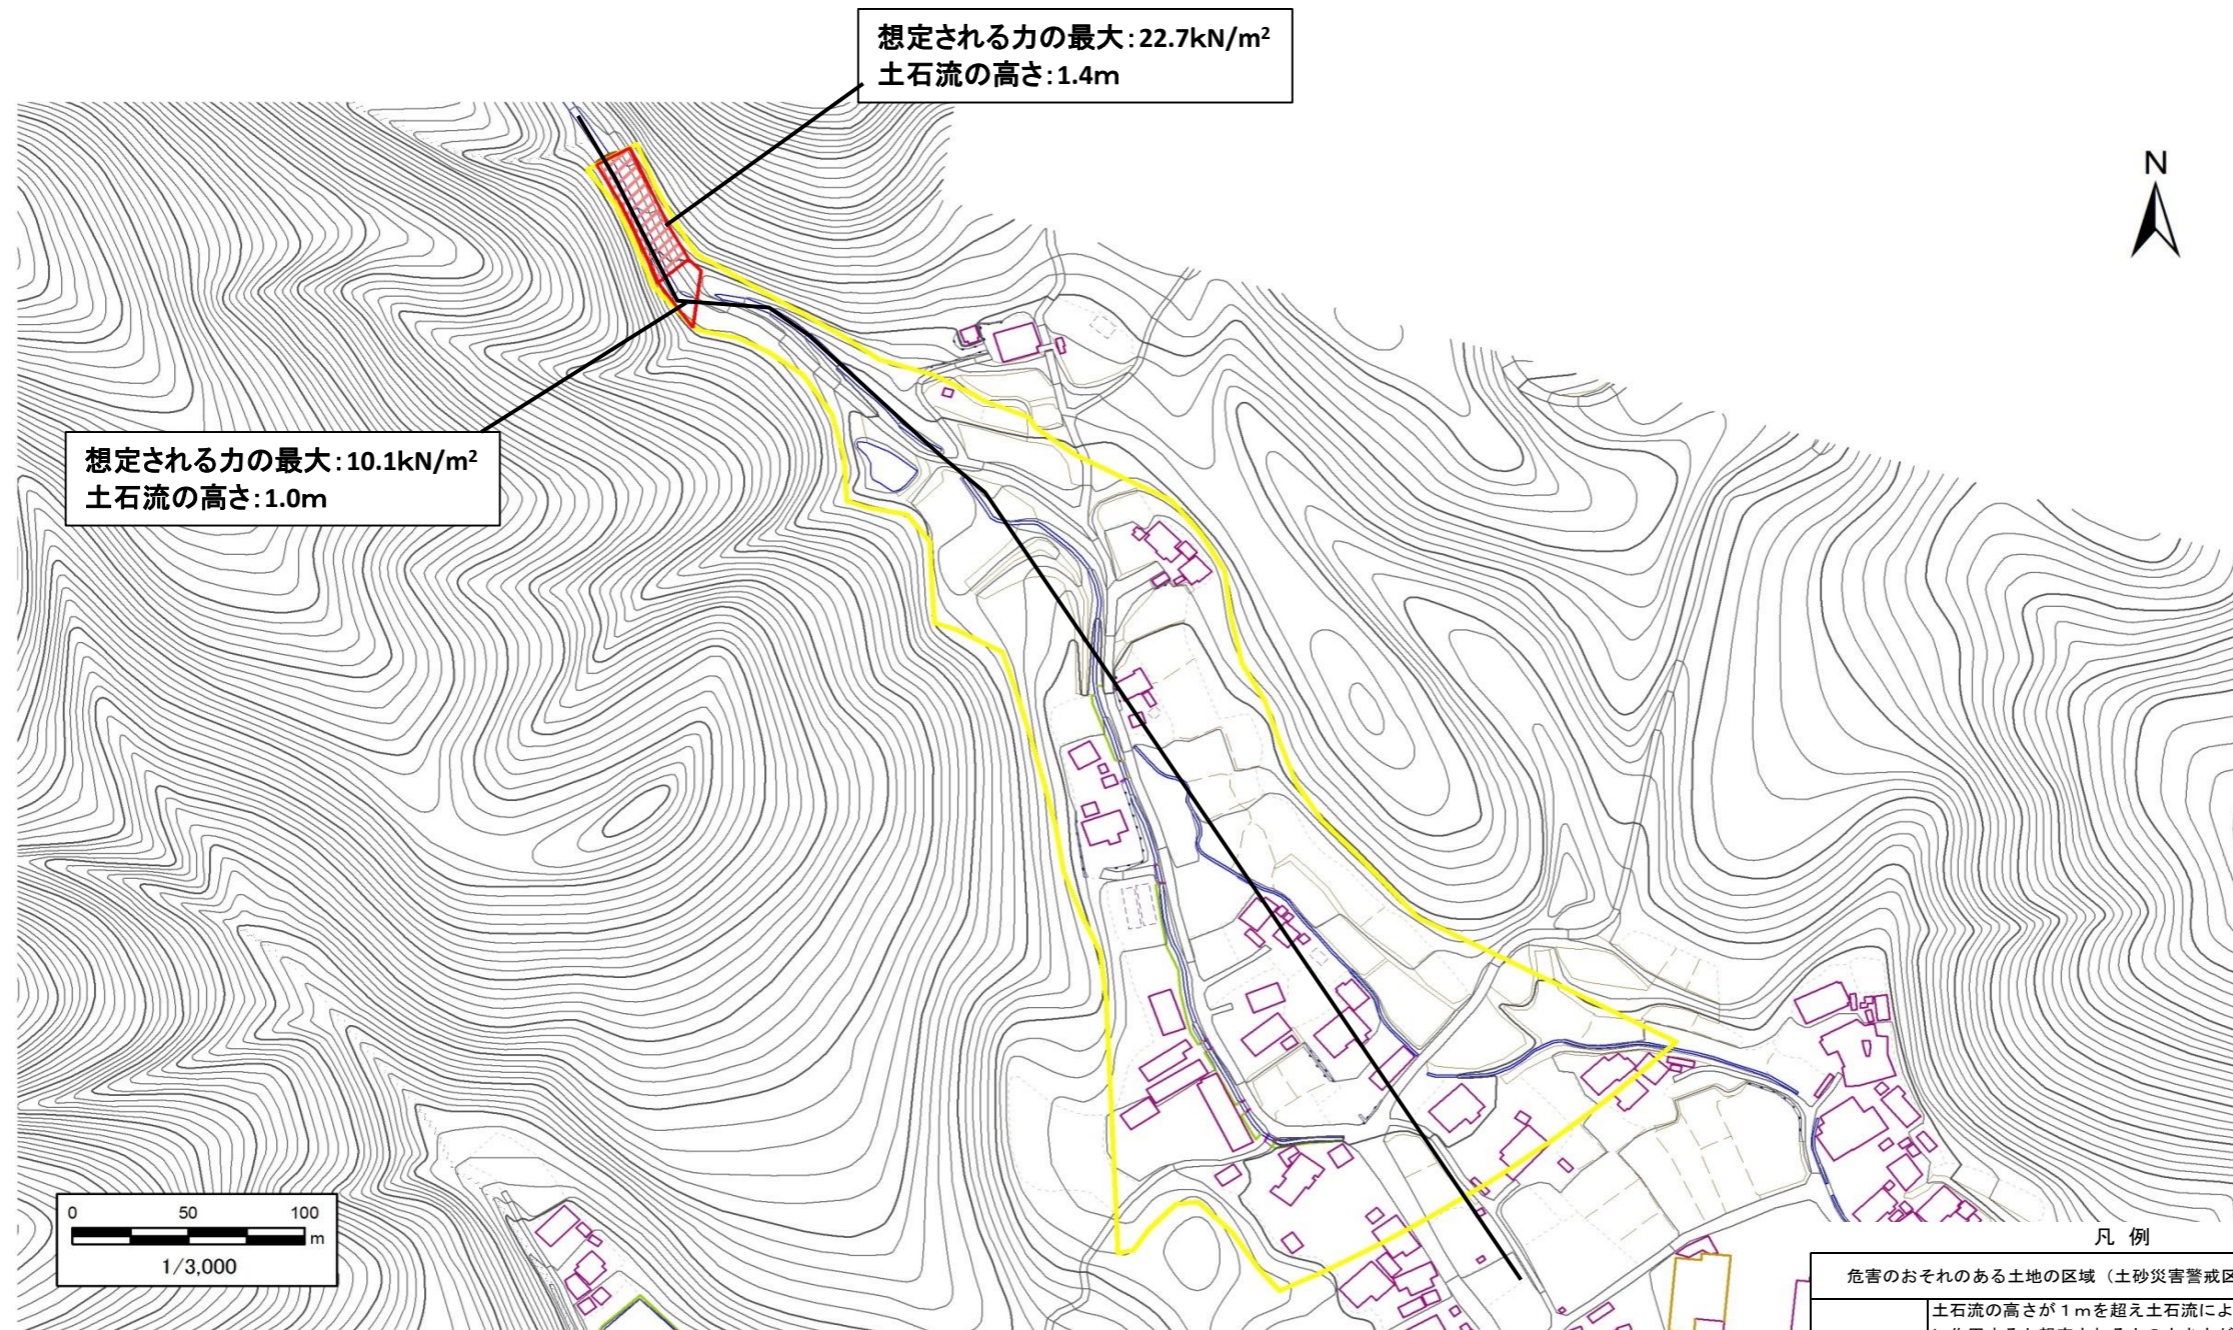 想定される力の最大：22.7kN/m²
土石流の高さ：1.4m
N
想定される力の最大：10.1kN/m²
土石流の高さ：1.0m
0 50 100
m
1/3,000
凡 例
危害のおそれのある土地の区域（土砂災害警戒区
土石流の高さが１ｍを超え土石流によ